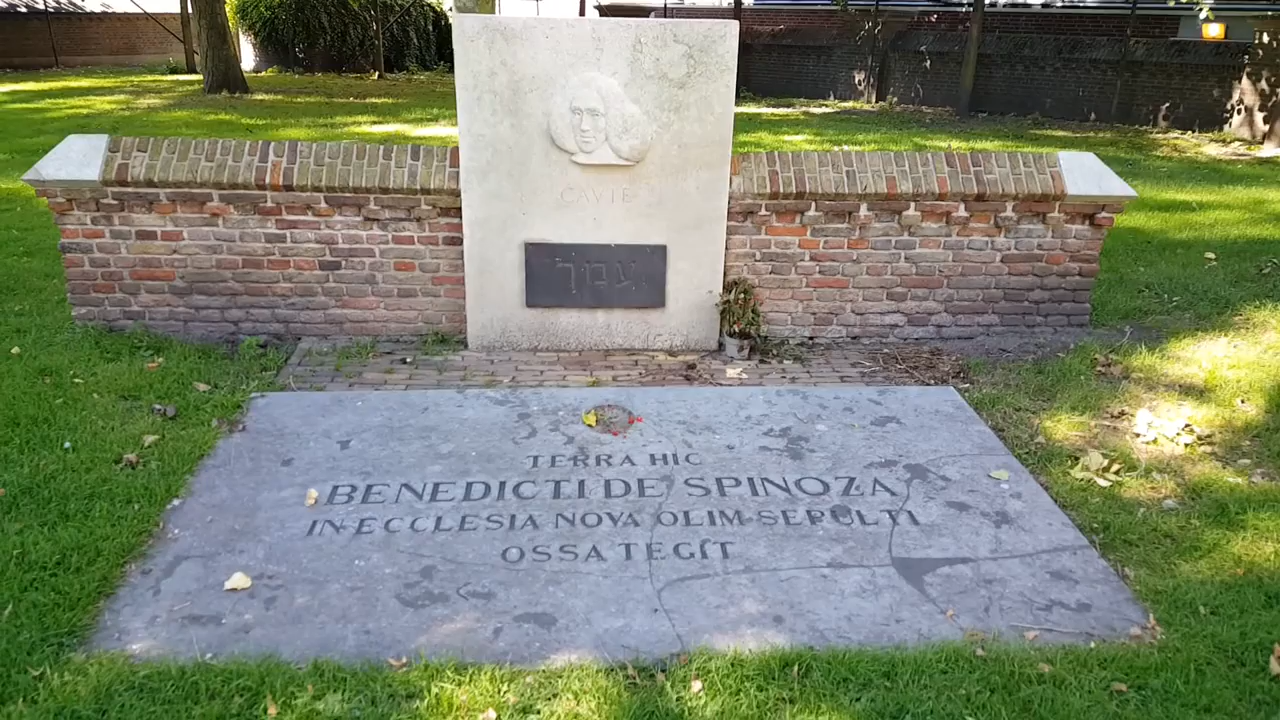 CAVTE
עמך
TERRA HIC
BENEDICTI DE SPINOZA
IN ECCLESIA NOVA OLIM SEPULTI
OSSA TEGIT